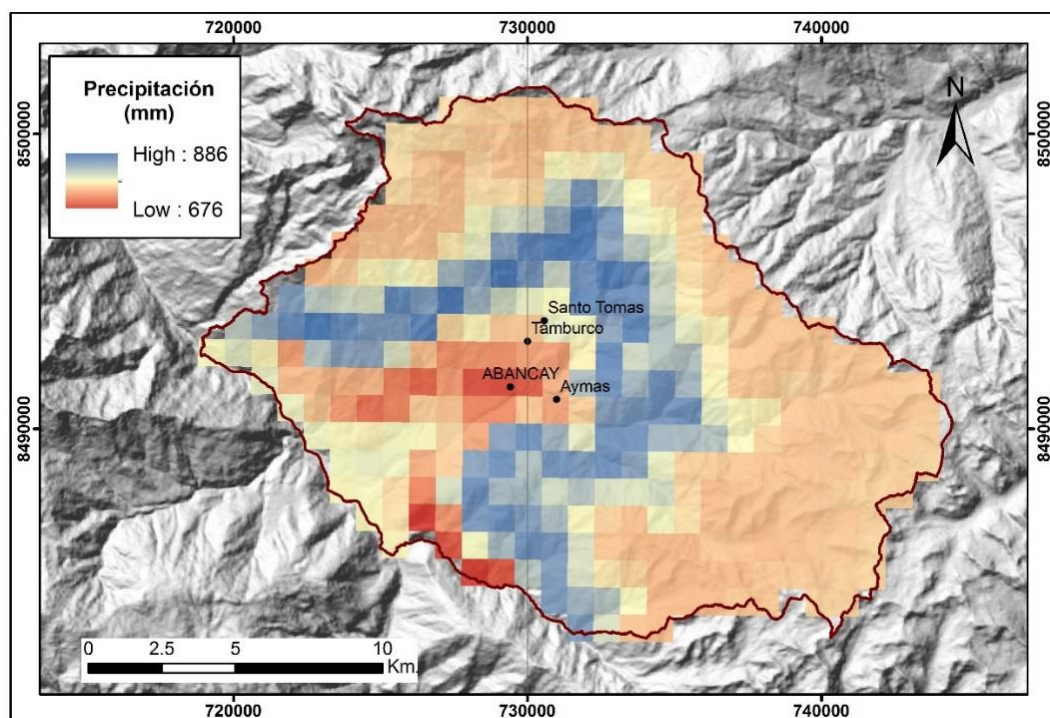 720000 730000 740000
Precipitación
(mm)
High : 886
Low : 676
N
8500000 8500000
Santo Tomas
Tamburco
ABANCAY
Aymas
8490000 8490000
0 2.5 5 10
Km.
720000 730000 740000